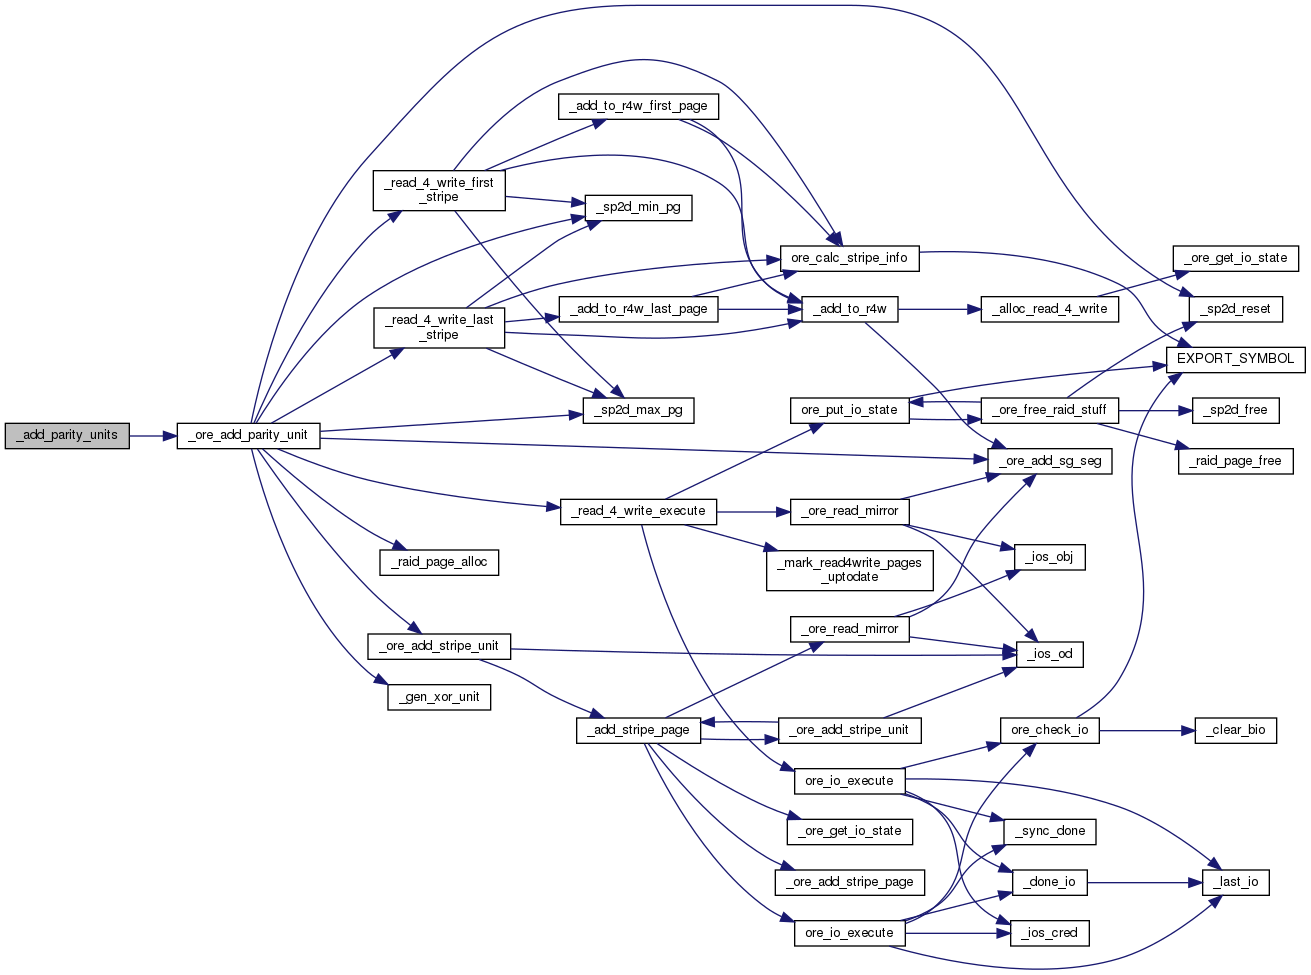 _add_to_r4w_first_page
_read_4_write_first
_stripe
_sp2d_min_pg
ore_calc_stripe_info
_ore_get_io_state
_add_to_r4w_last_page
_add_to_r4w
_alloc_read_4_write
_sp2d_reset
_read_4_write_last
_stripe
EXPORT_SYMBOL
_sp2d_max_pg
ore_put_io_state
_ore_free_raid_stuff
_sp2d_free
_add_parity_units
_ore_add_parity_unit
_ore_add_sg_seg
_raid_page_free
_read_4_write_execute
_ore_read_mirror
_raid_page_alloc
_mark_read4write_pages
_uptodate
_ios_obj
_ore_add_stripe_unit
_ore_read_mirror
_ios_od
_gen_xor_unit
_add_stripe_page
_ore_add_stripe_unit
ore_check_io
_clear_bio
ore_io_execute
_ore_get_io_state
_sync_done
_ore_add_stripe_page
_done_io
_last_io
ore_io_execute
_ios_cred